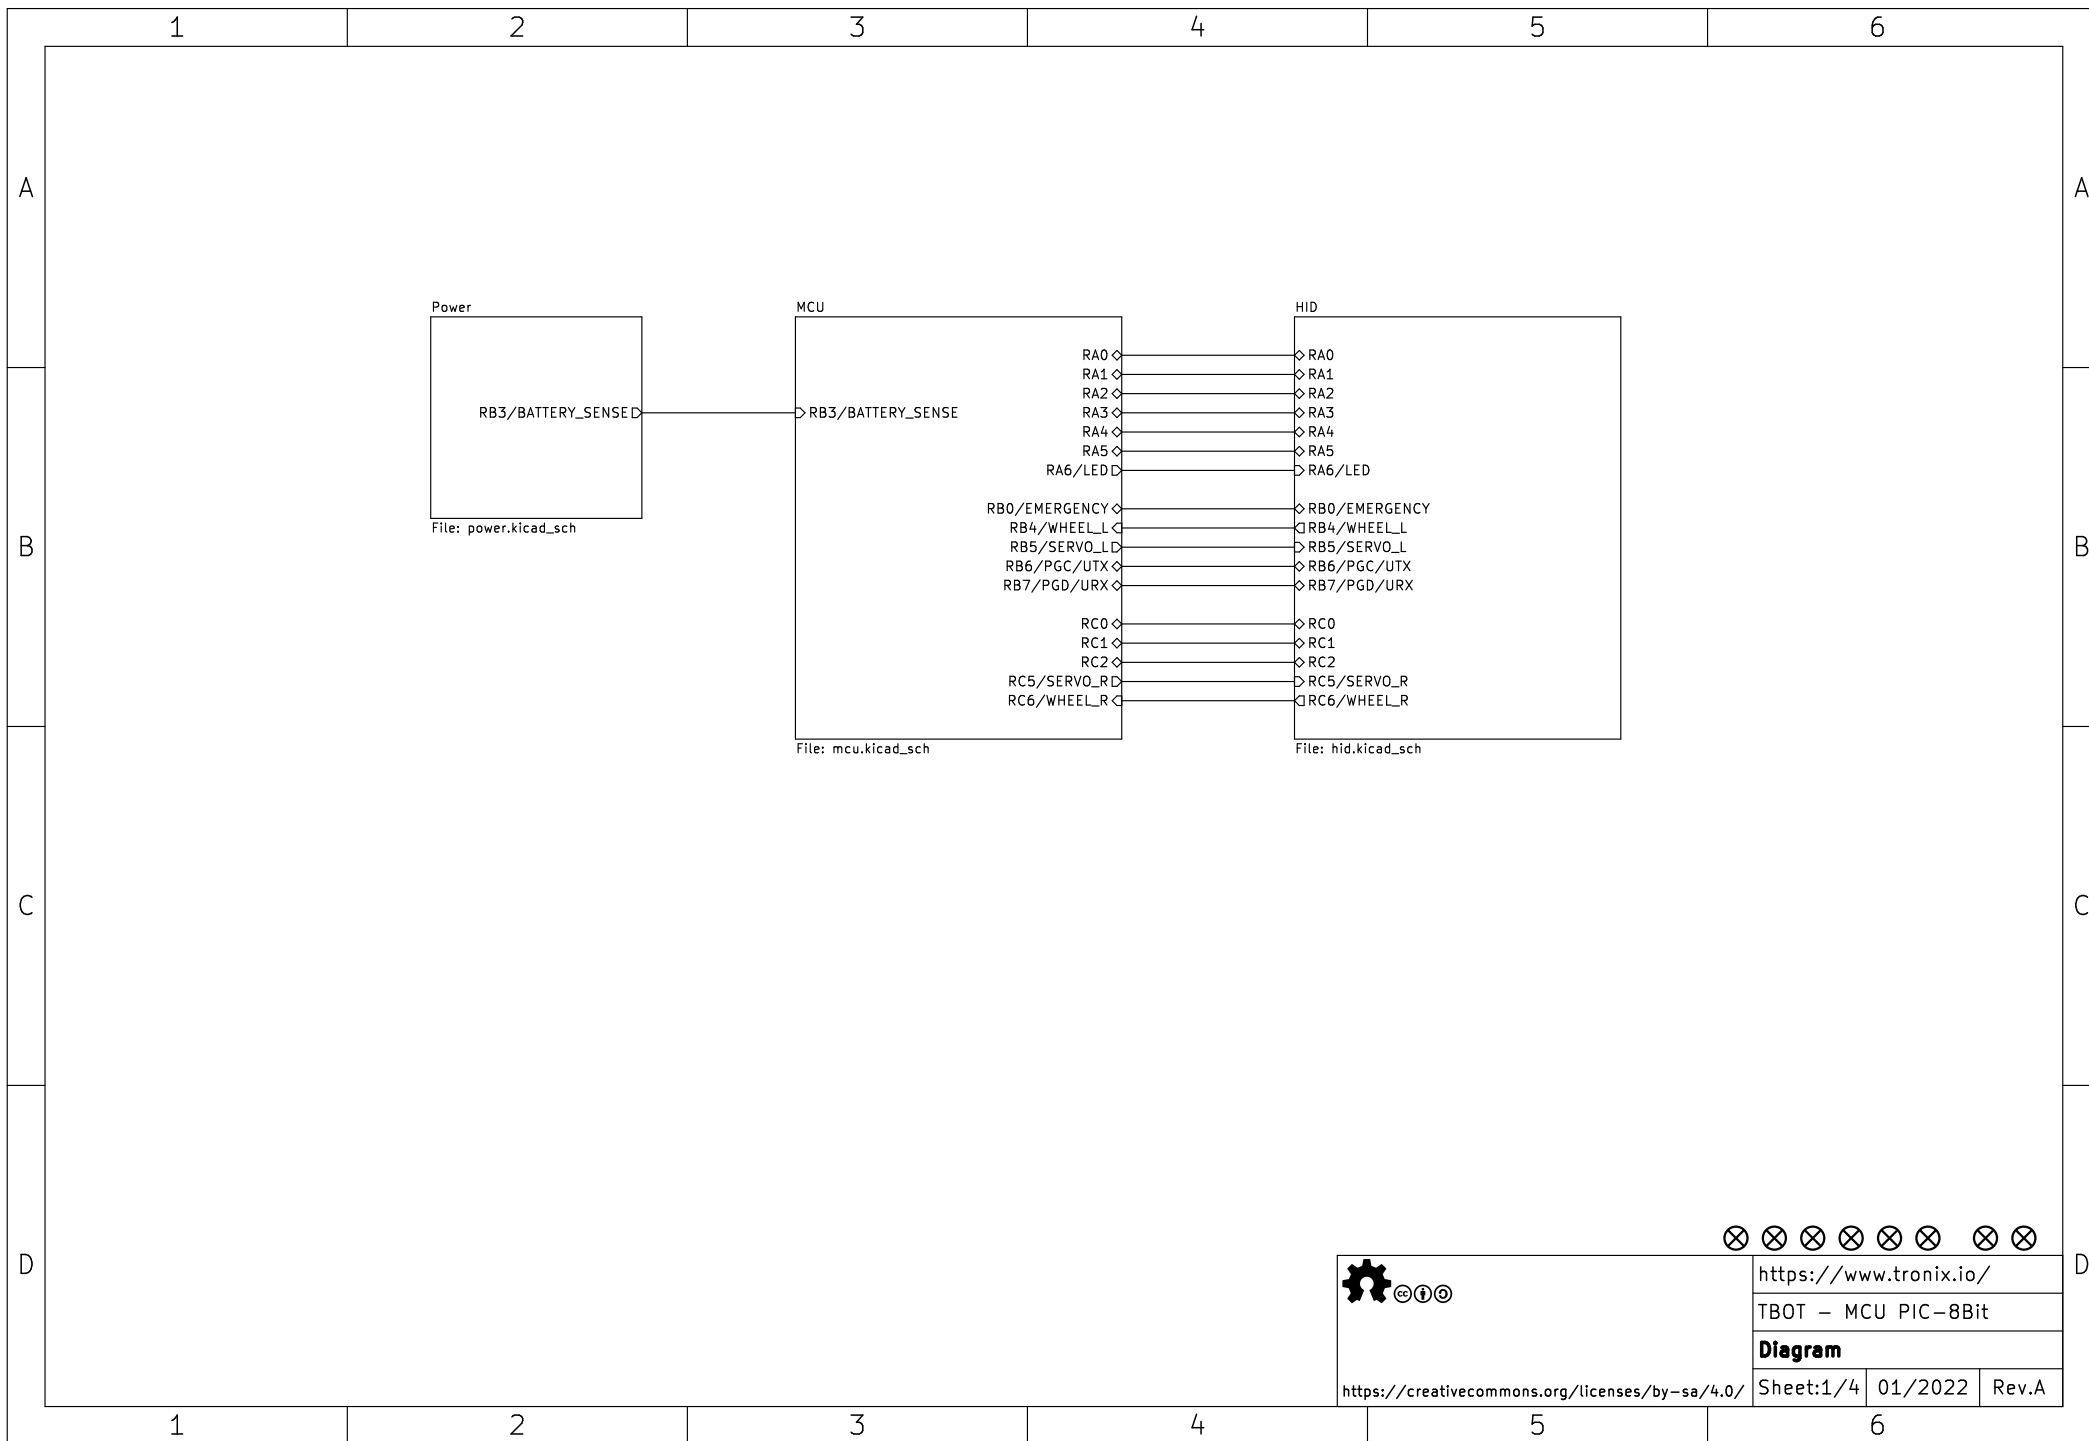 1 2 3 4 5 6
A A
Power MCU HID
RA0 RA0
RA1 RA1
RA2 RA2
RB3/BATTERY_SENSE RB3/BATTERY_SENSE RA3 RA3
RA4 RA4
RA5 RA5
RA6/LED RA6/LED
RB0/EMERGENCY RB0/EMERGENCY
File: power.kicad_sch RB4/WHEEL_L RB4/WHEEL_L
B RB5/SERVO_L RB5/SERVO_L B
RB6/PGC/UTX RB6/PGC/UTX
RB7/PGD/URX RB7/PGD/URX
RC0 RC0
RC1 RC1
RC2 RC2
RC5/SERVO_R RC5/SERVO_R
RC6/WHEEL_R RC6/WHEEL_R
File: mcu.kicad_sch File: hid.kicad_sch
C C
D D
cc
https://www.tronix.io/
TBOT - MCU PIC-8Bit
Diagram
https://creativecommons.org/licenses/by-sa/4.0/ Sheet:1/4 01/2022 Rev.A
1 2 3 4 5 6